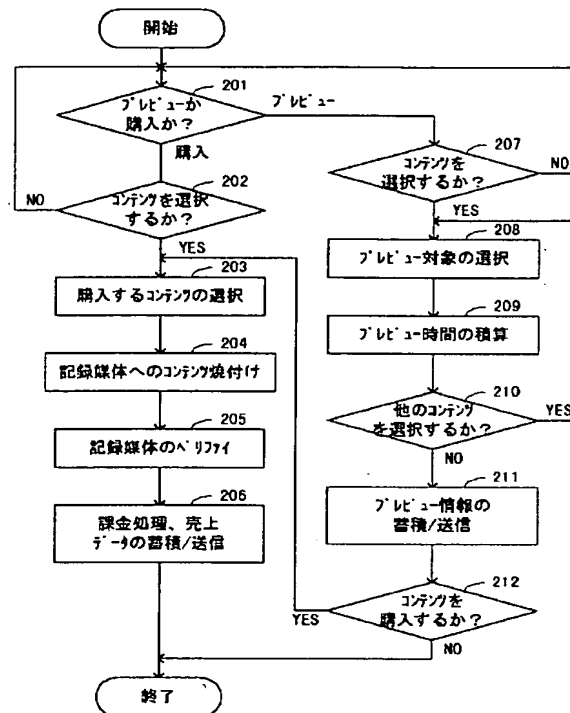 開始
201
プレビューか
購入か?
プレビュー
購入
202
コンテンツを選択
するか?
NO
YES
203
購入するコンテンツの選択
204
記録媒体へのコンテンツ焼付け
205
記録媒体のベリファイ
206
課金処理、売上
データの蓄積/送信
207
コンテンツを
選択するか?
NO
YES
208
プレビュー対象の選択
209
プレビュー時間の積算
210
他のコンテンツ
を選択するか?
YES
NO
211
プレビュー情報の
蓄積/送信
212
コンテンツを
購入するか?
YES
NO
終了